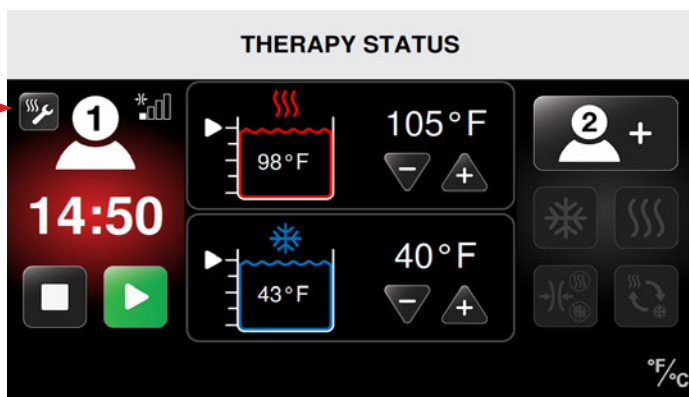 THERAPY STATUS
1
14:50
98°F
105°F
− +
43°F
40°F
− +
2 +
°F/°C